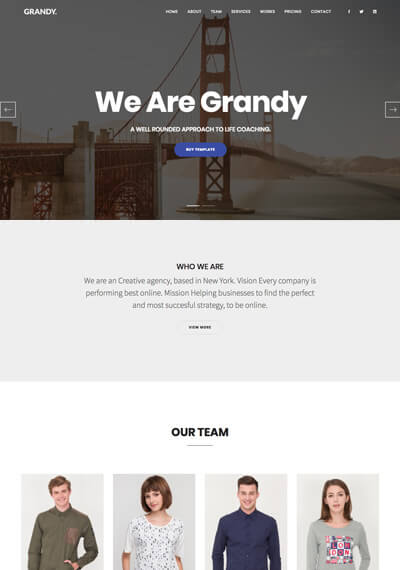 GRANDY.
HOME ABOUT TEAM SERVICES WORKS PRICING CONTACT
We Are Grandy
A WELL ROUNDED APPROACH TO LIFE COACHING.
BUY TEMPLATE
WHO WE ARE
We are an Creative agency, based in New York. Vision Every company is
performing best online. Mission Helping businesses to find the perfect
and most succesful strategy, to be online.
VIEW MORE
OUR TEAM
LONDON